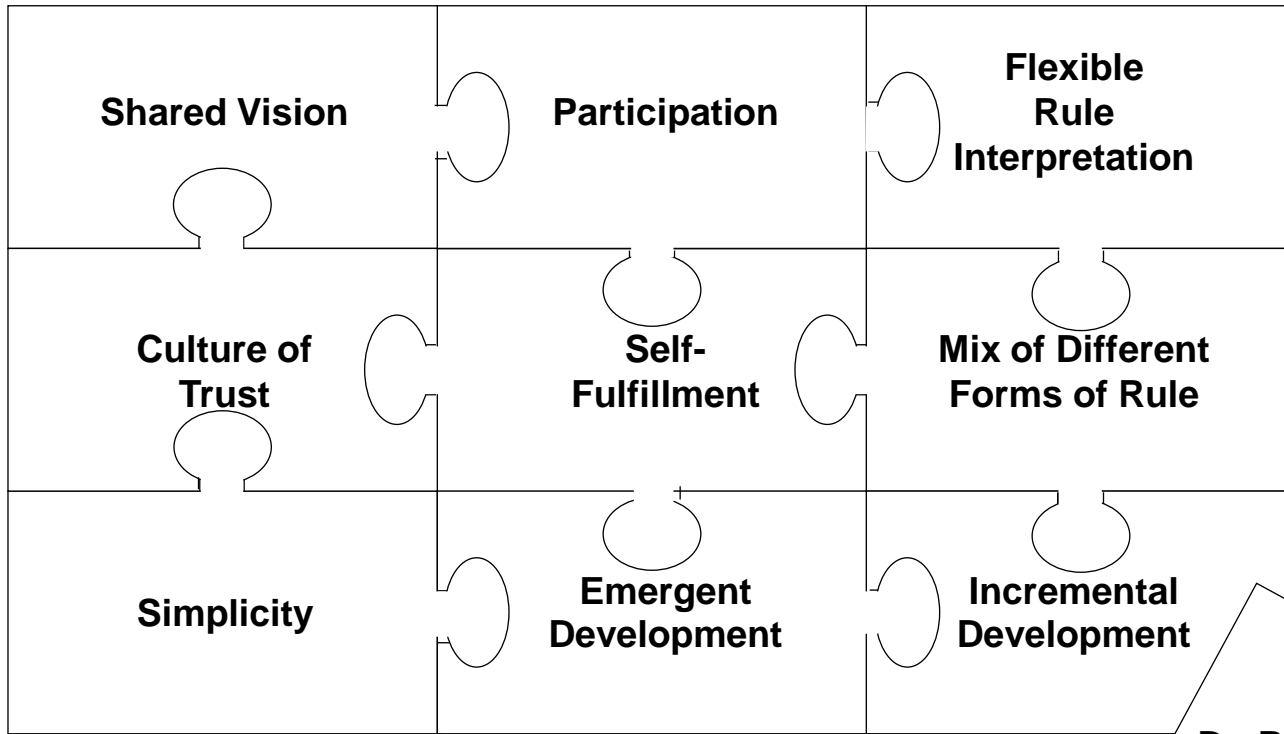 Shared Vision
Participation
Flexible
Rule
Interpretation
Culture of
Trust
Self-
Fulfillment
Mix of Different
Forms of Rule
Simplicity
Emergent
Development
Incremental
Development